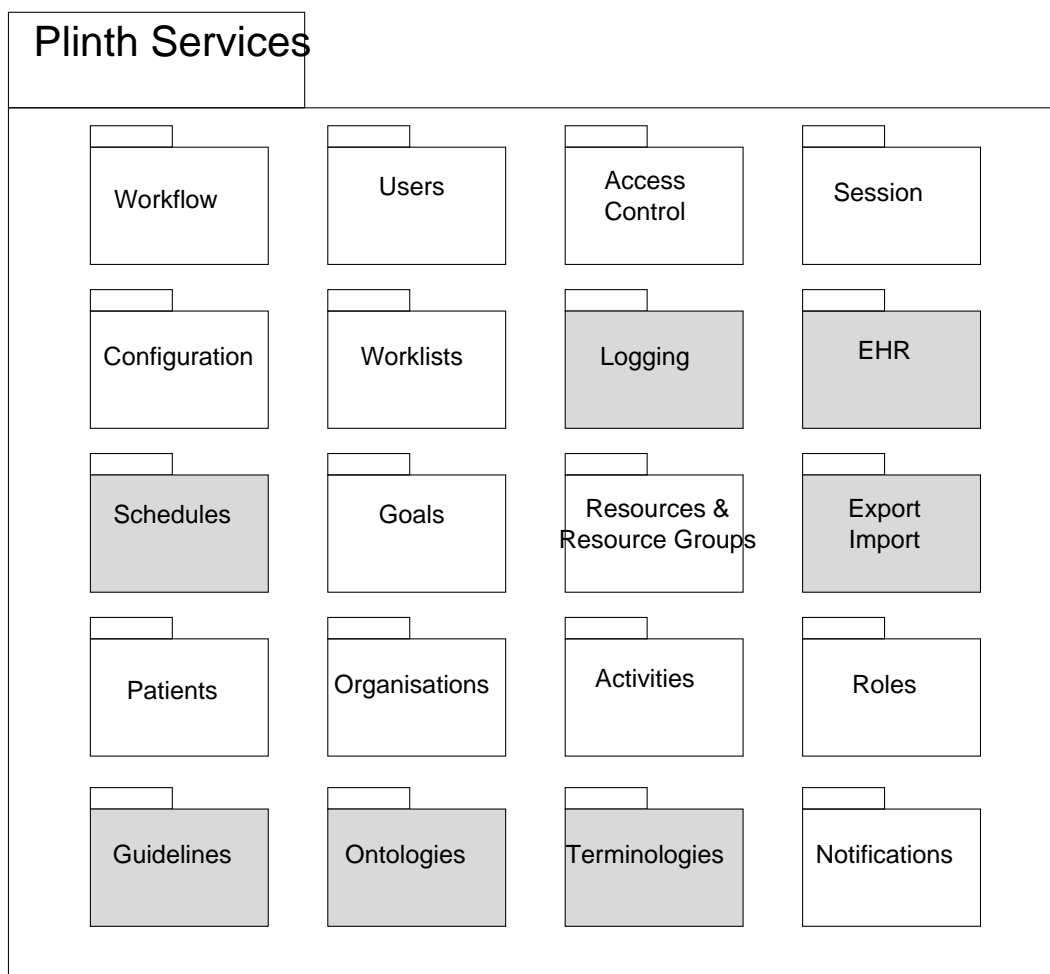 Plinth Services
Workflow
Users
Access
Control
Session
Configuration
Worklists
Logging
EHR
Schedules
Goals
Resources &
Resource Groups
Export
Import
Patients
Organisations
Activities
Roles
Guidelines
Ontologies
Terminologies
Notifications